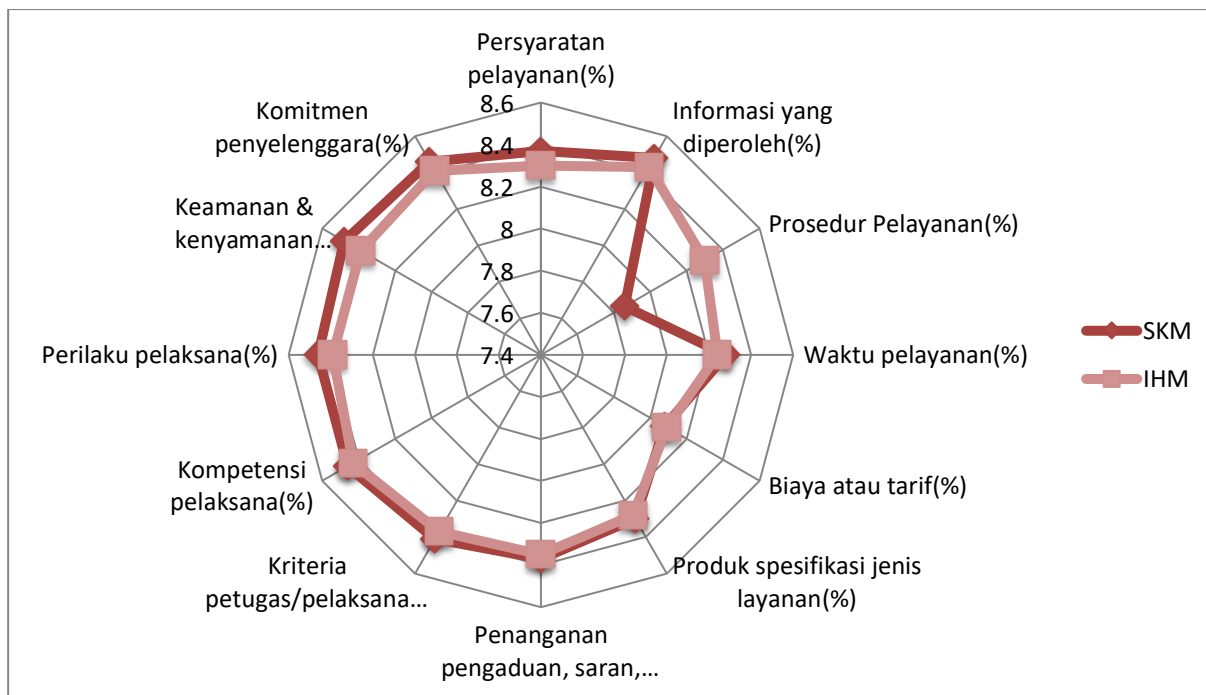 Persyaratan
pelayanan(%)
Informasi yang
diperoleh(%)
Prosedur Pelayanan(%)
Waktu pelayanan(%)
Biaya atau tarif(%)
Produk spesifikasi jenis
layanan(%)
Penanganan
pengaduan, saran,...
Kriteria
petugas/pelaksana...
Kompetensi
pelaksana(%)
Perilaku pelaksana(%)
Keamanan &
kenyamanan...
Komitmen
penyelenggara(%)
8.6
8.4
8.2
8
7.8
7.6
7.4
SKM
IHM